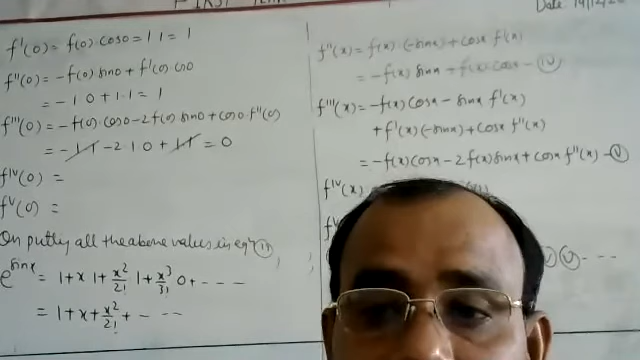 Date 14/12/2
f'(0) = f(0) cos0 = 1 1 = 1
f''(0) = -f(0) sin0 + f'(0) cos0
= -1 0 + 1·1 = 1
f'''(0) = -f(0) cos0 - 2f'(0) sin0 + cos0 f''(0)
= -1·1 - 2 1 0 + 1·1 = 0
f^IV(0) =
f^V(0) =
On putting all the above values in eqn (ii),
e^sinx = 1 + x 1 + x²/2! 1 + x³/3! 0 + - - - -
= 1 + x + x²/2! + - - -
f''(x) = f(x) (-sinx) + cosx f'(x)
= -f(x) sinx + f'(x) cosx - (IV)
f'''(x) = -f(x) cosx - sinx f'(x)
+ f'(x) (-sinx) + cosx f''(x)
= -f(x) cosx - 2f'(x) sinx + cosx f''(x) - (V)
f^IV(x)